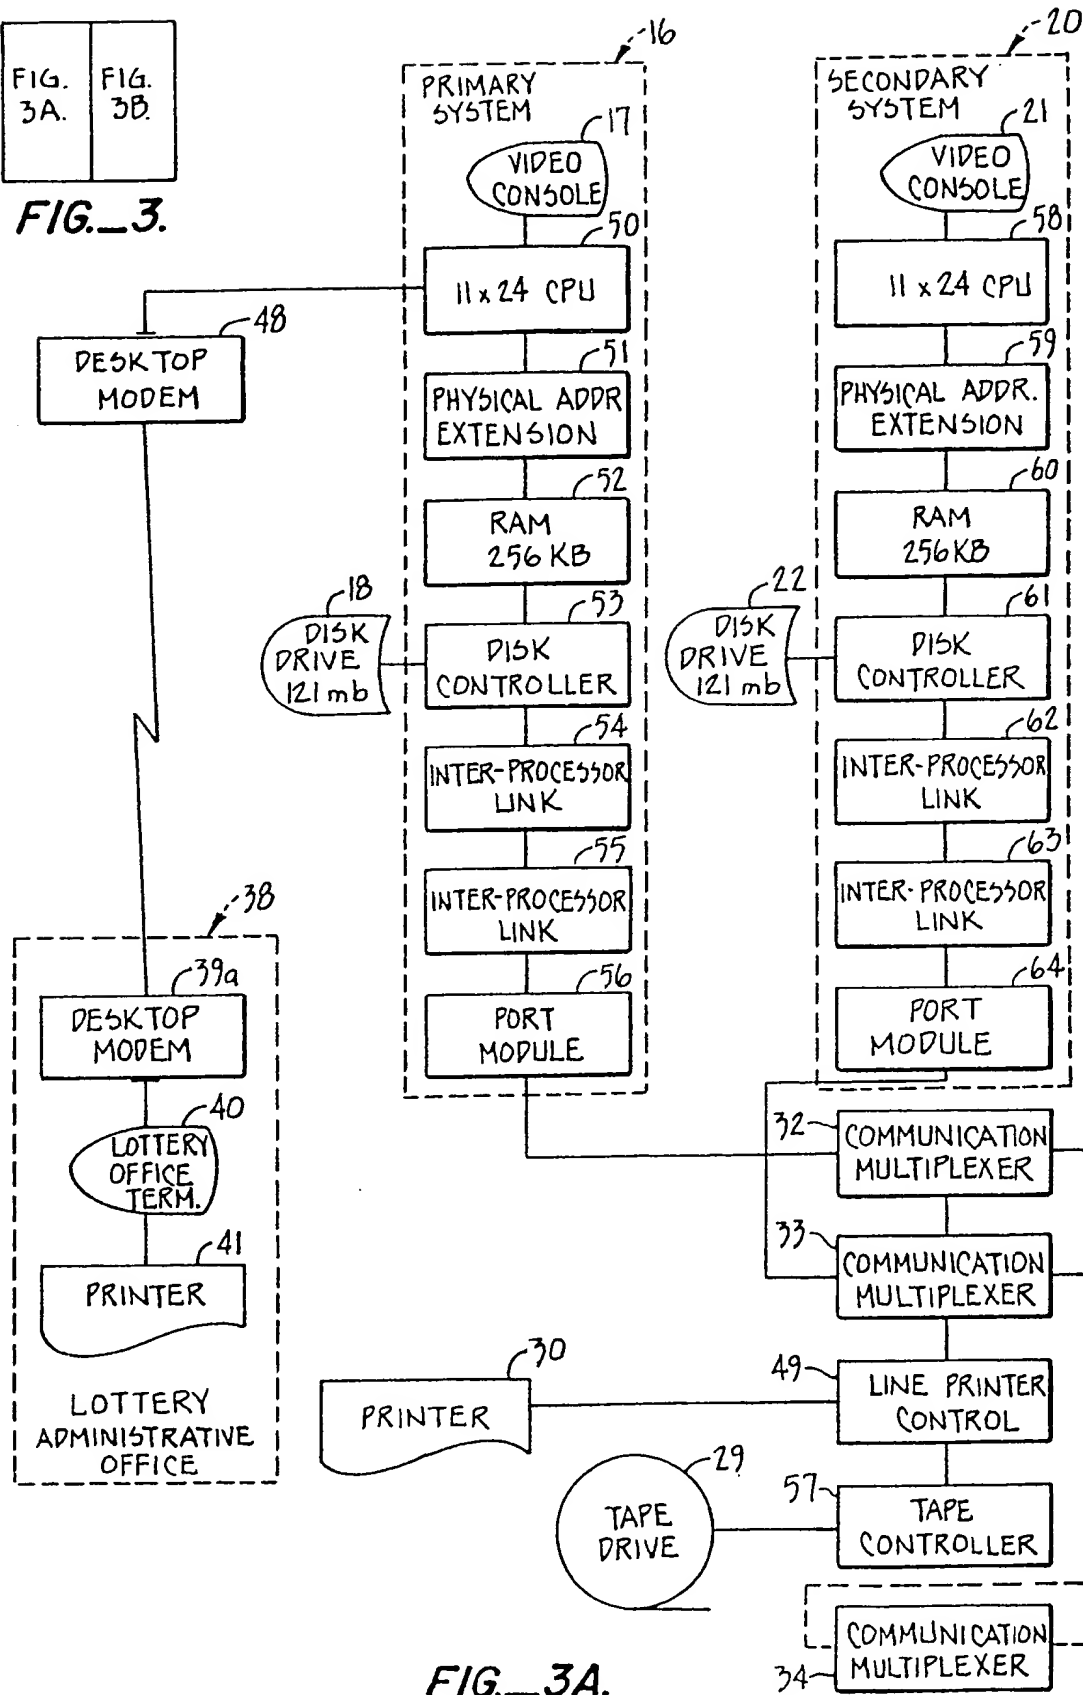 FIG. 3A.
FIG. 3B.
FIG._3.
16
PRIMARY
SYSTEM
17
VIDEO
CONSOLE
50
11 x 24 CPU
51
PHYSICAL ADDR
EXTENSION
52
RAM
256 KB
18
DISK
DRIVE
121 mb
53
DISK
CONTROLLER
54
INTER-PROCESSOR
LINK
55
INTER-PROCESSOR
LINK
56
PORT
MODULE
20
SECONDARY
SYSTEM
21
VIDEO
CONSOLE
58
11 x 24 CPU
59
PHYSICAL ADDR.
EXTENSION
60
RAM
256 KB
22
DISK
DRIVE
121 mb
61
DISK
CONTROLLER
62
INTER-PROCESSOR
LINK
63
INTER-PROCESSOR
LINK
64
PORT
MODULE
48
DESKTOP
MODEM
38
39a
DESKTOP
MODEM
40
LOTTERY
OFFICE
TERM.
41
PRINTER
LOTTERY
ADMINISTRATIVE
OFFICE
32
COMMUNICATION
MULTIPLEXER
33
COMMUNICATION
MULTIPLEXER
30
PRINTER
49
LINE PRINTER
CONTROL
29
TAPE
DRIVE
57
TAPE
CONTROLLER
34
COMMUNICATION
MULTIPLEXER
FIG._3A.